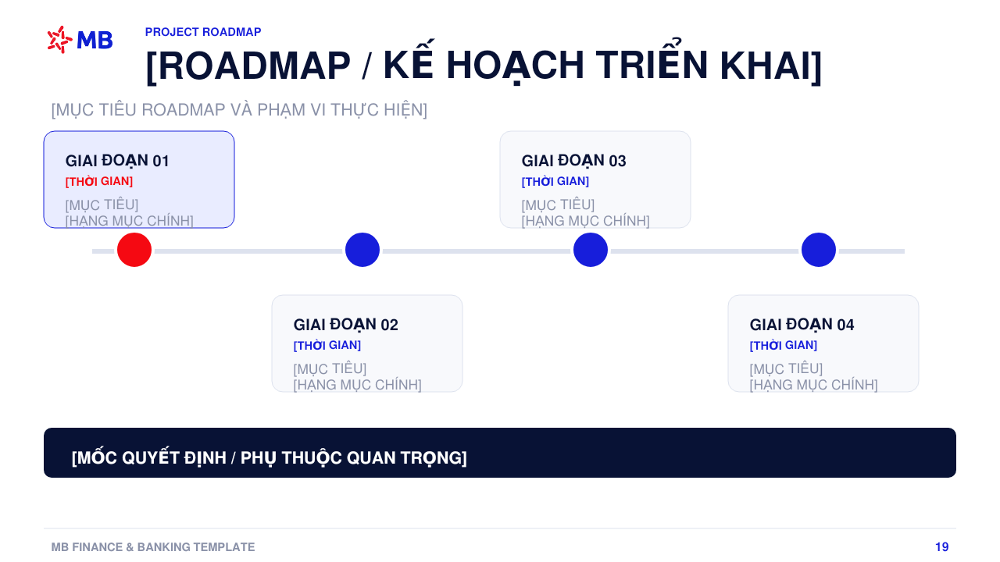 MB
PROJECT ROADMAP
[ROADMAP / KẾ HOẠCH TRIỂN KHAI]
[MỤC TIÊU ROADMAP VÀ PHẠM VI THỰC HIỆN]
GIAI ĐOẠN 01
[THỜI GIAN]
[MỤC TIÊU]
[HẠNG MỤC CHÍNH]
GIAI ĐOẠN 03
[THỜI GIAN]
[MỤC TIÊU]
[HẠNG MỤC CHÍNH]
GIAI ĐOẠN 02
[THỜI GIAN]
[MỤC TIÊU]
[HẠNG MỤC CHÍNH]
GIAI ĐOẠN 04
[THỜI GIAN]
[MỤC TIÊU]
[HẠNG MỤC CHÍNH]
[MỐC QUYẾT ĐỊNH / PHỤ THUỘC QUAN TRỌNG]
MB FINANCE & BANKING TEMPLATE
19